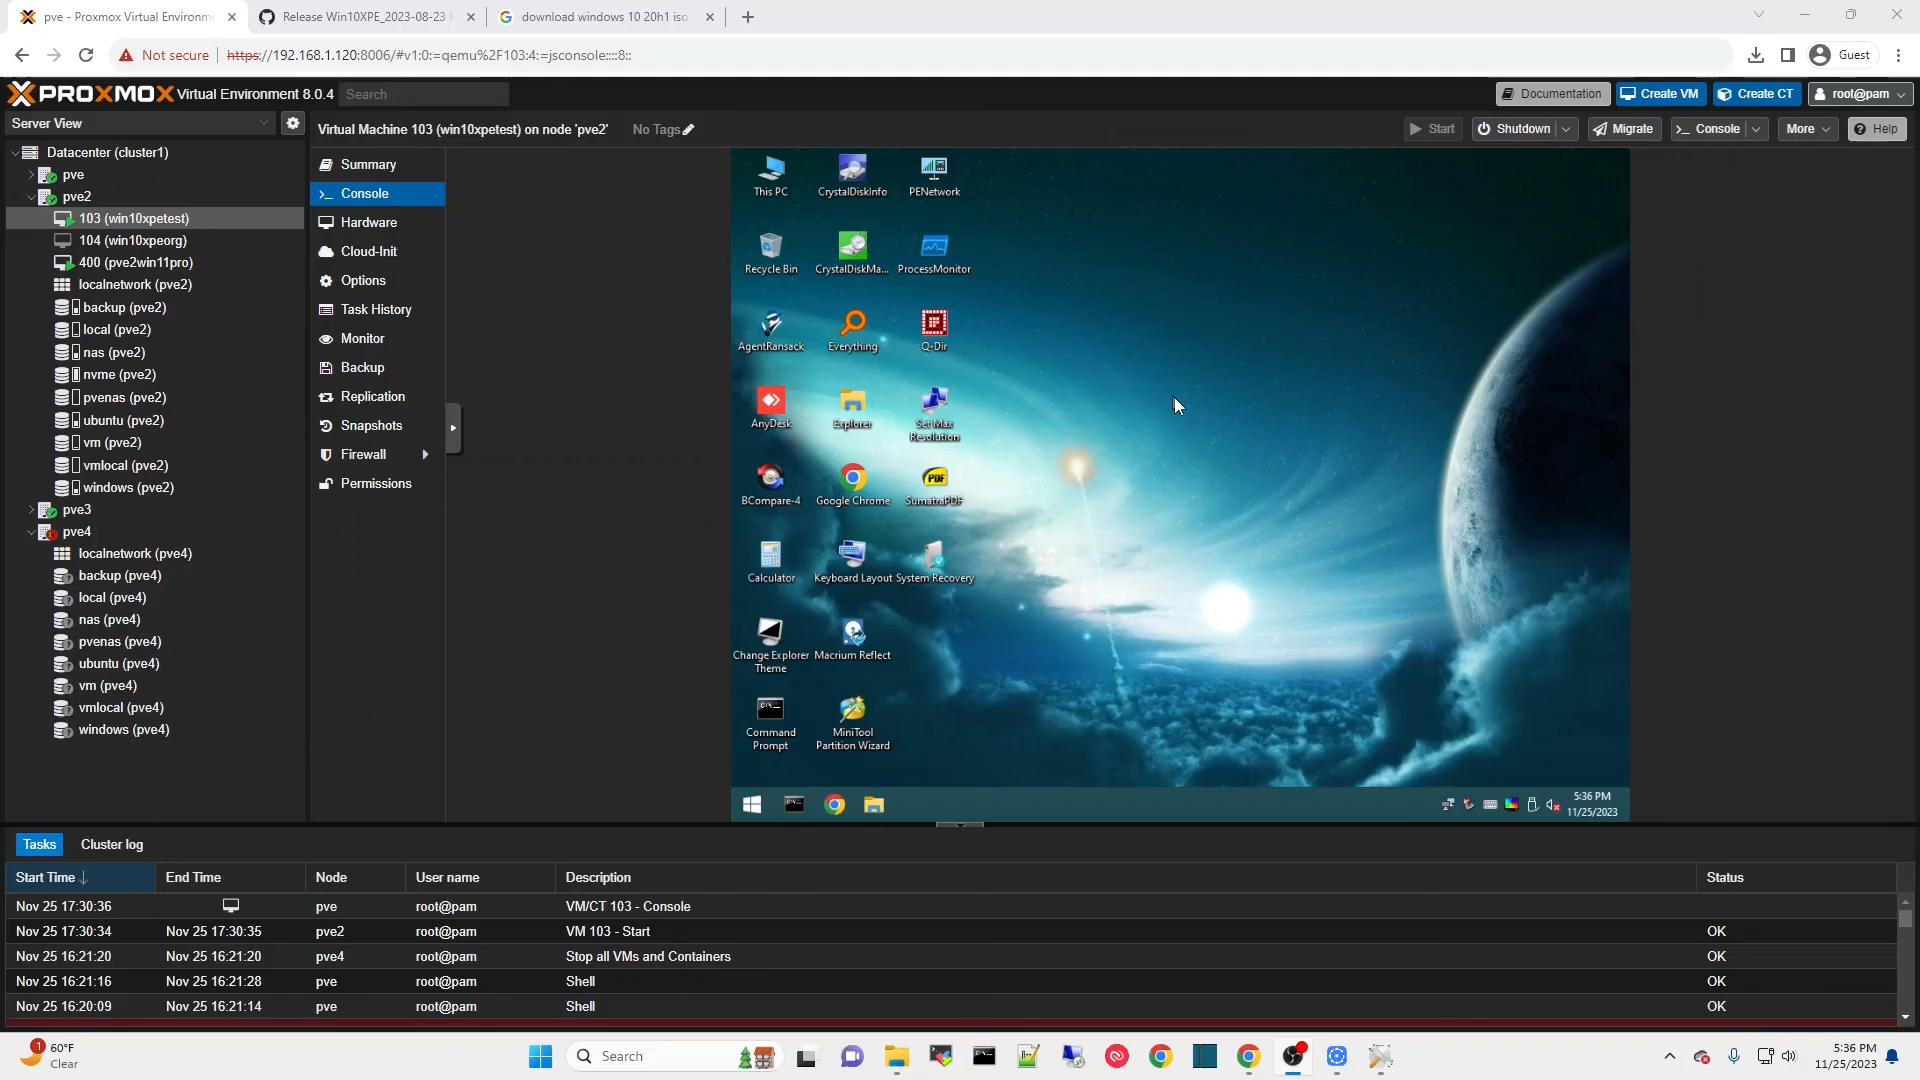 pve - Proxmox Virtual Environm
Release Win10XPE_2023-08-23
download windows 10 20h1 iso
Not secure
https://192.168.1.120:8006/#v1:0:=qemu%2F103:4:=jsconsole::::8::
Guest
PROXMOX Virtual Environment 8.0.4
Search
Documentation
Create VM
Create CT
root@pam
Server View
Virtual Machine 103 (win10xpetest) on node 'pve2'
No Tags
Start
Shutdown
Migrate
Console
More
Help
Datacenter (cluster1)
pve
pve2
103 (win10xpetest)
104 (win10xpeorg)
400 (pve2win11pro)
localnetwork (pve2)
backup (pve2)
local (pve2)
nas (pve2)
nvme (pve2)
pvenas (pve2)
ubuntu (pve2)
vm (pve2)
vmlocal (pve2)
windows (pve2)
pve3
pve4
localnetwork (pve4)
backup (pve4)
local (pve4)
nas (pve4)
pvenas (pve4)
ubuntu (pve4)
vm (pve4)
vmlocal (pve4)
windows (pve4)
Summary
Console
Hardware
Cloud-Init
Options
Task History
Monitor
Backup
Replication
Snapshots
Firewall
Permissions
This PC
CrystalDiskInfo
PENetwork
Recycle Bin
CrystalDiskMa...
ProcessMonitor
AgentRansack
Everything
Q-Dir
AnyDesk
Explorer
Set Max
Resolution
BCompare-4
Google Chrome
PDF
SumatraPDF
Calculator
Keyboard Layout
System Recovery
Change Explorer
Theme
Macrium Reflect
Command
Prompt
MiniTool
Partition Wizard
5:36 PM
11/25/2023
Tasks
Cluster log
Start Time
End Time
Node
User name
Description
Status
Nov 25 17:30:36
pve
root@pam
VM/CT 103 - Console
Nov 25 17:30:34
Nov 25 17:30:35
pve2
root@pam
VM 103 - Start
OK
Nov 25 16:21:20
Nov 25 16:21:20
pve4
root@pam
Stop all VMs and Containers
OK
Nov 25 16:21:16
Nov 25 16:21:28
pve
root@pam
Shell
OK
Nov 25 16:20:09
Nov 25 16:21:14
pve
root@pam
Shell
OK
1
60°F
Clear
Search
5:36 PM
11/25/2023